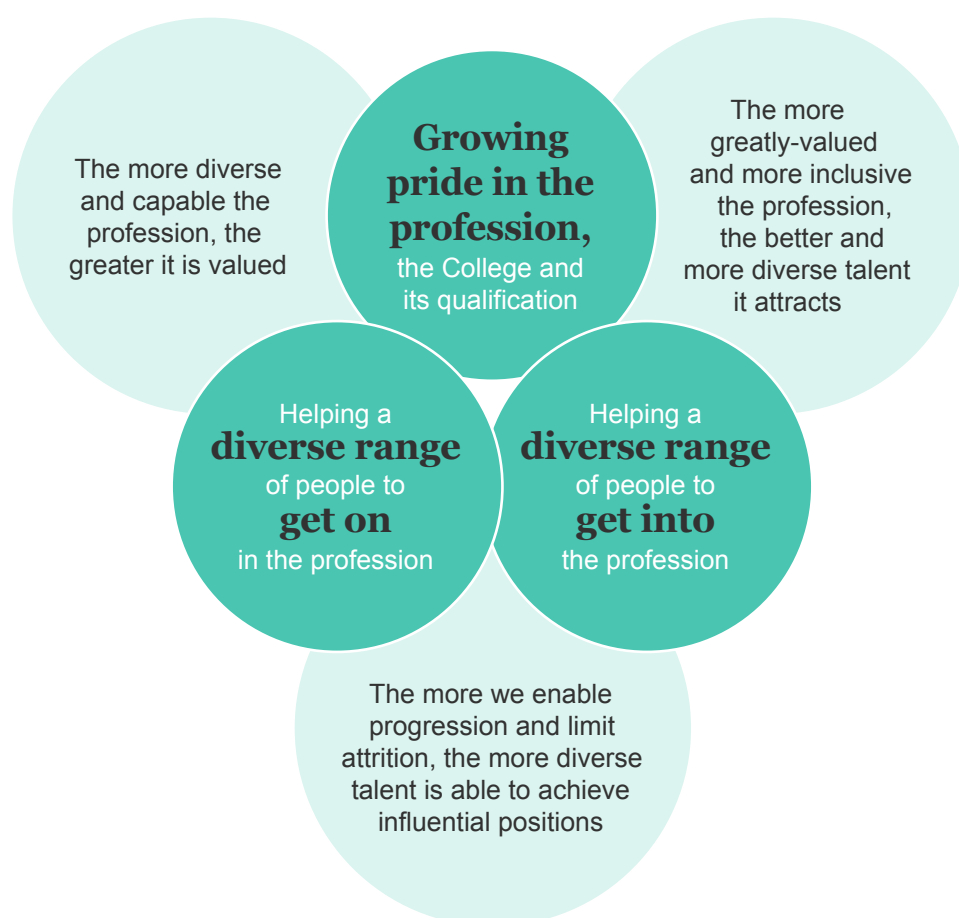 The more diverse
and capable the
profession, the
greater it is valued
Growing
pride in the
profession,
the College and
its qualification
The more
greatly-valued
and more inclusive
the profession,
the better and
more diverse talent
it attracts
Helping a
diverse range
of people to
get on
in the profession
Helping a
diverse range
of people to
get into
the profession
The more we enable
progression and limit
attrition, the more diverse
talent is able to achieve
influential positions